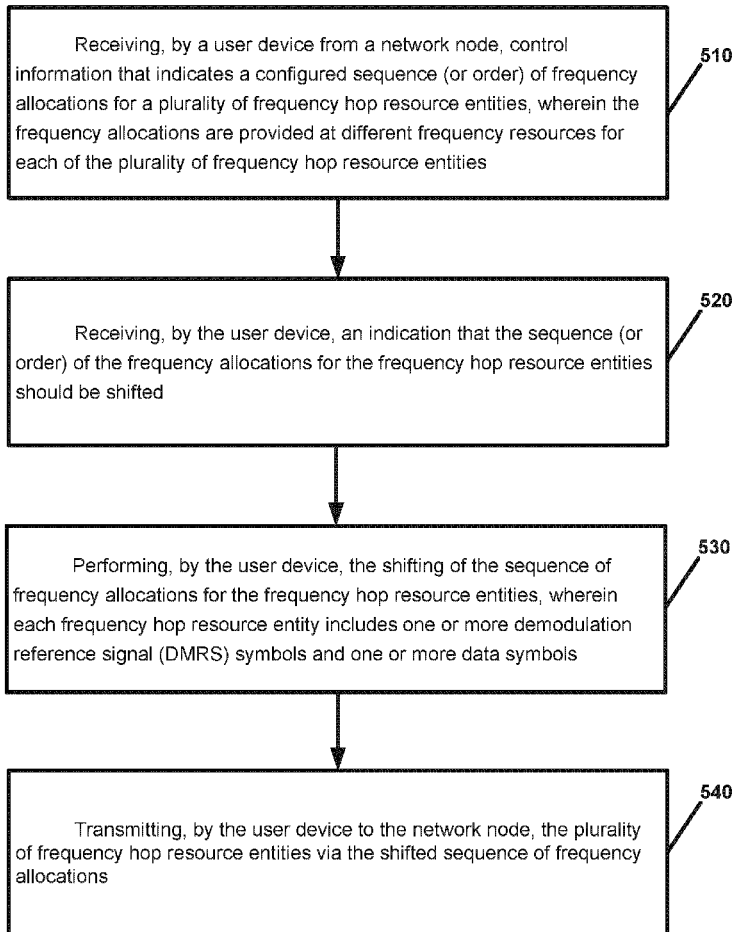 Receiving, by a user device from a network node, control
information that indicates a configured sequence (or order) of frequency
allocations for a plurality of frequency hop resource entities, wherein the
frequency allocations are provided at different frequency resources for
each of the plurality of frequency hop resource entities
510
Receiving, by the user device, an indication that the sequence (or
order) of the frequency allocations for the frequency hop resource entities
should be shifted
520
Performing, by the user device, the shifting of the sequence of
frequency allocations for the frequency hop resource entities, wherein
each frequency hop resource entity includes one or more demodulation
reference signal (DMRS) symbols and one or more data symbols
530
Transmitting, by the user device to the network node, the plurality
of frequency hop resource entities via the shifted sequence of frequency
allocations
540